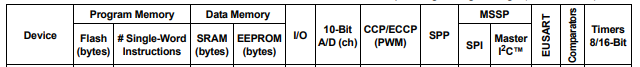 Device
Program Memory
Flash (bytes)
# Single-Word Instructions
Data Memory
SRAM (bytes)
EEPROM (bytes)
I/O
10-Bit A/D (ch)
CCP/ECCP (PWM)
SPP
MSSP
SPI
Master I²C™
EUSART
Comparators
Timers 8/16-Bit